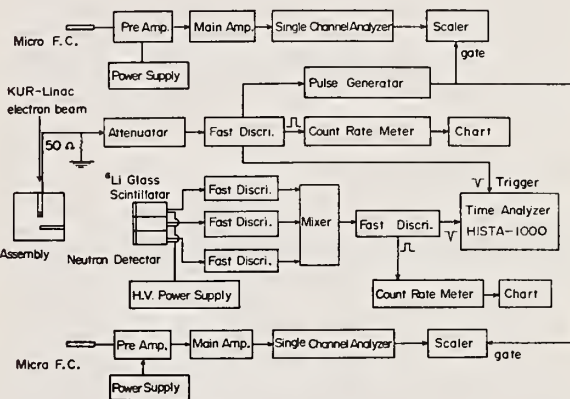 Micro F.C.
Pre Amp.
Main Amp.
Single Channel Analyzer
Scaler
Power Supply
gate
Pulse Generator
KUR-Linac
electron beam
50 Ω
Attenuator
Fast Discri.
Count Rate Meter
Chart
Assembly
⁶Li Glass
Scintillator
Neutron Detector
Fast Discri.
Fast Discri.
Fast Discri.
Mixer
Fast Discri.
Trigger
Time Analyzer
HISTA-1000
H.V. Power Supply
Count Rate Meter
Chart
Micro F.C.
Pre Amp.
Main Amp.
Single Channel Analyzer
Scaler
Power Supply
gate